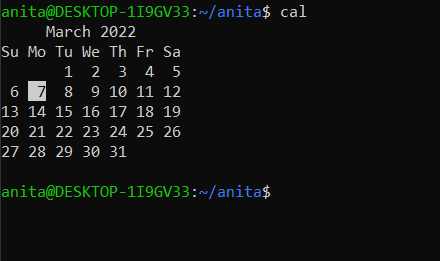 anita@DESKTOP-1I9GV33:~/anita$ cal
     March 2022
Su Mo Tu We Th Fr Sa
       1  2  3  4  5
 6  7  8  9 10 11 12
13 14 15 16 17 18 19
20 21 22 23 24 25 26
27 28 29 30 31
anita@DESKTOP-1I9GV33:~/anita$